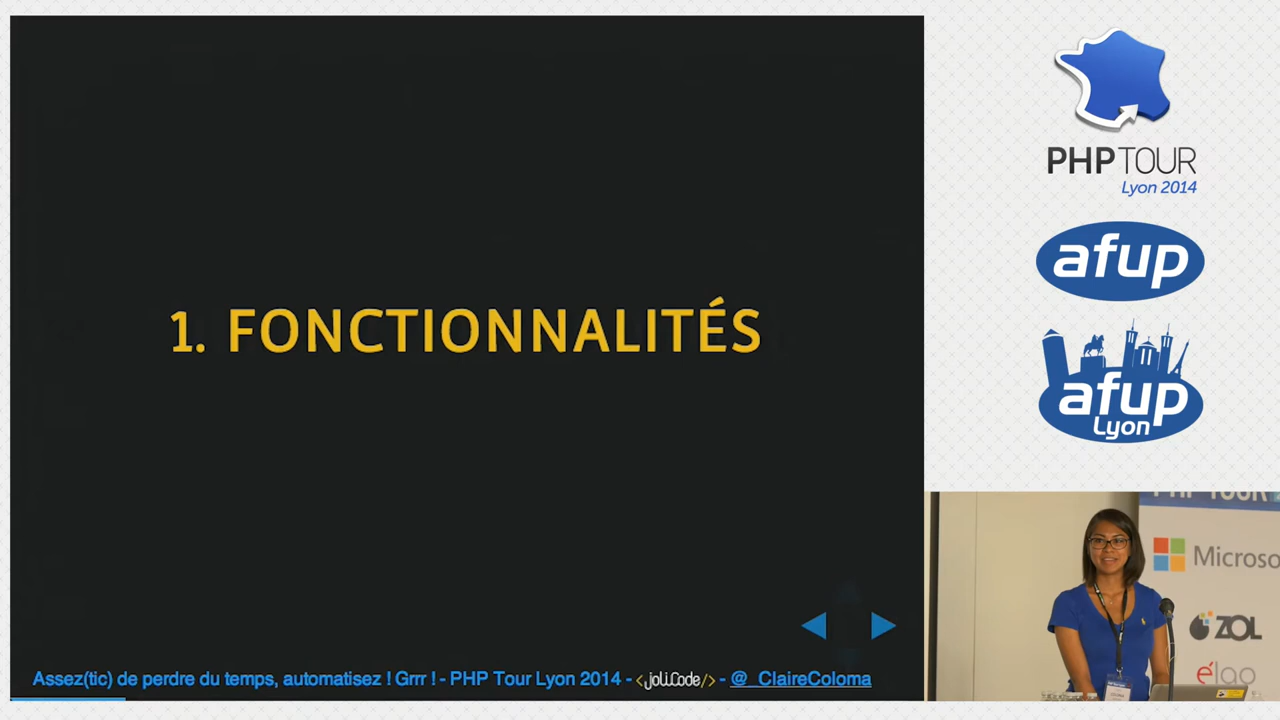 1. FONCTIONNALITÉS
Assez(tic) de perdre du temps, automatisez ! Grrr ! - PHP Tour Lyon 2014 - <joliCode/> - @_ClaireColoma
PHPTOUR
Lyon 2014
afup
afup
Lyon
PHP TOUR
Microso
ZOL
élao